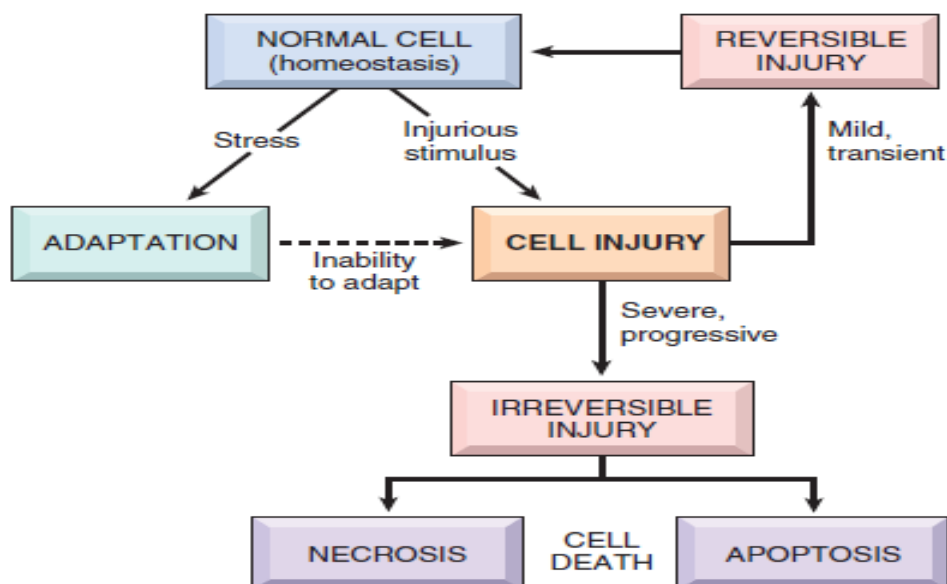 NORMAL CELL
(homeostasis)
REVERSIBLE
INJURY
Stress
Injurious
stimulus
Mild,
transient
ADAPTATION
Inability
to adapt
CELL INJURY
Severe,
progressive
IRREVERSIBLE
INJURY
NECROSIS
CELL
DEATH
APOPTOSIS